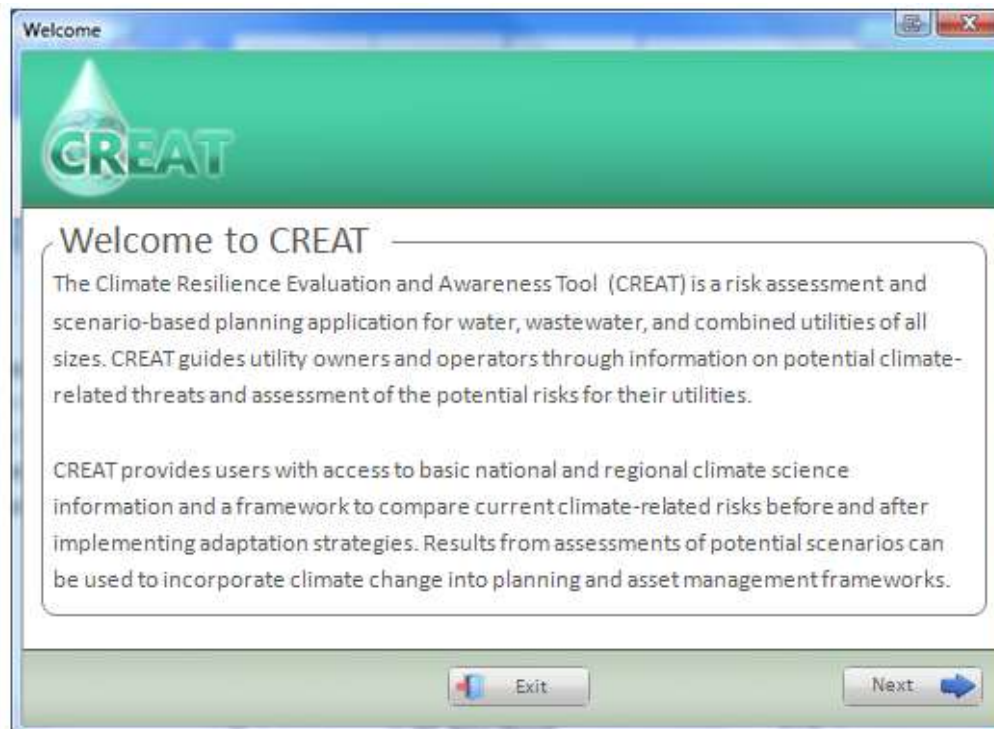 Welcome
CREAT
Welcome to CREAT
The Climate Resilience Evaluation and Awareness Tool (CREAT) is a risk assessment and
scenario-based planning application for water, wastewater, and combined utilities of all
sizes. CREAT guides utility owners and operators through information on potential climate-
related threats and assessment of the potential risks for their utilities.
CREAT provides users with access to basic national and regional climate science
information and a framework to compare current climate-related risks before and after
implementing adaptation strategies. Results from assessments of potential scenarios can
be used to incorporate climate change into planning and asset management frameworks.
Exit
Next